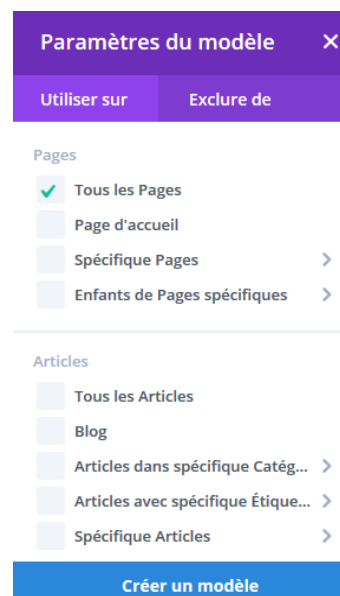 Paramètres du modèle
Utiliser sur Exclure de
Pages
Tous les Pages
Page d'accueil
Spécifique Pages
Enfants de Pages spécifiques
Articles
Tous les Articles
Blog
Articles dans spécifique Catég...
Articles avec spécifique Étique...
Spécifique Articles
Créer un modèle